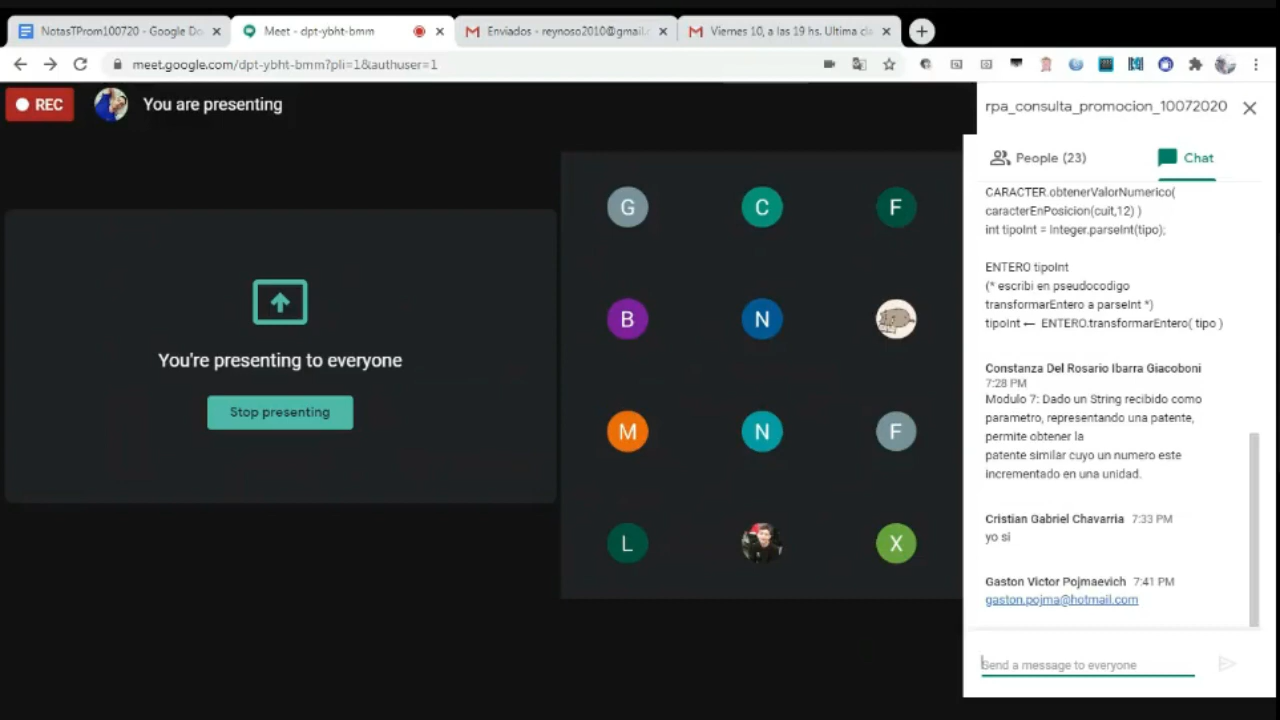 NotasTProm100720 - Google Do
Meet - dpt-ybht-bmm
Enviados - reynoso2010@gmail.
Viernes 10, a las 19 hs. Ultima cla
meet.google.com/dpt-ybht-bmm?pli=1&authuser=1
REC
You are presenting
rpa_consulta_promocion_10072020
People (23)
Chat
You're presenting to everyone
Stop presenting
G
C
F
B
N
M
N
F
L
X
CARACTER.obtenerValorNumerico(
caracterEnPosicion(cuit,12) )
int tipoInt = Integer.parseInt(tipo);
ENTERO tipoInt
(* escribi en pseudocodigo
transformarEntero a parseInt *)
tipoInt ← ENTERO.transformarEntero( tipo )
Constanza Del Rosario Ibarra Giacoboni
7:28 PM
Modulo 7: Dado un String recibido como
parametro, representando una patente,
permite obtener la
patente similar cuyo un numero este
incrementado en una unidad.
Cristian Gabriel Chavarria 7:33 PM
yo si
Gaston Victor Pojmaevich 7:41 PM
gaston.pojma@hotmail.com
Send a message to everyone